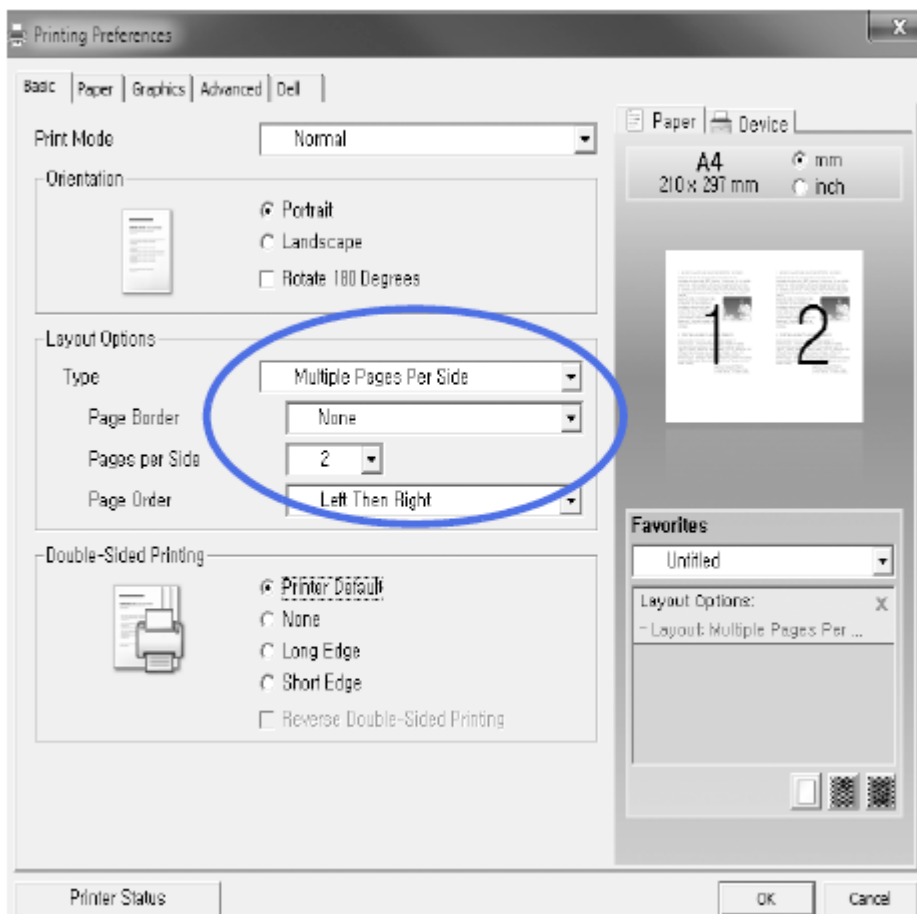 Printing Preferences
X
Basic Paper Graphics Advanced Dell
Print Mode Normal
Orientation
Portrait
Landscape
Rotate 180 Degrees
Layout Options
Type Multiple Pages Per Side
Page Border None
Pages per Side 2
Page Order Left Then Right
Double-Sided Printing
Printer Default
None
Long Edge
Short Edge
Reverse Double-Sided Printing
Paper Device
A4 mm
210 x 297 mm inch
1 2
Favorites
Untitled
Layout Options: X
- Layout: Multiple Pages Per ...
Printer Status OK Cancel